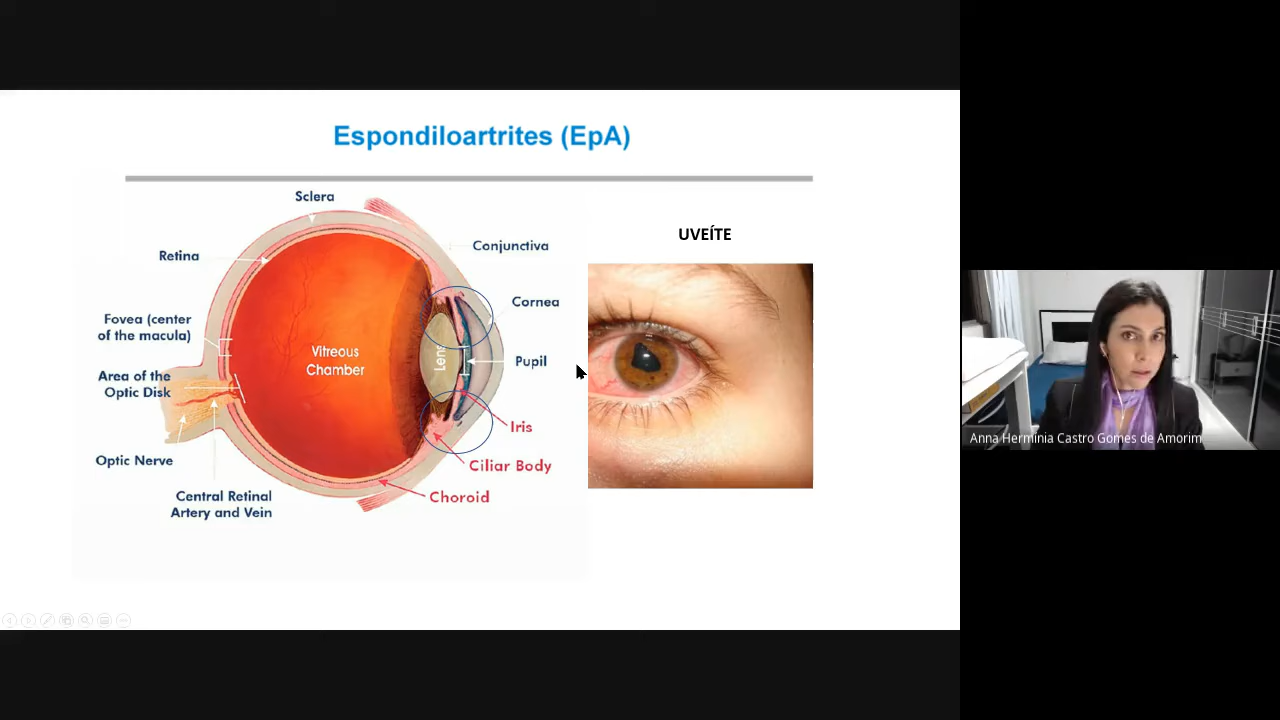 Espondiloartrites (EpA)
Sclera
Conjunctiva
Retina
Cornea
Fovea (center
of the macula)
Vitreous
Chamber
Lens
Pupil
Area of the
Optic Disk
Iris
Optic Nerve
Ciliar Body
Choroid
Central Retinal
Artery and Vein
UVEÍTE
Anna Hermínia Castro Gomes de Amorim